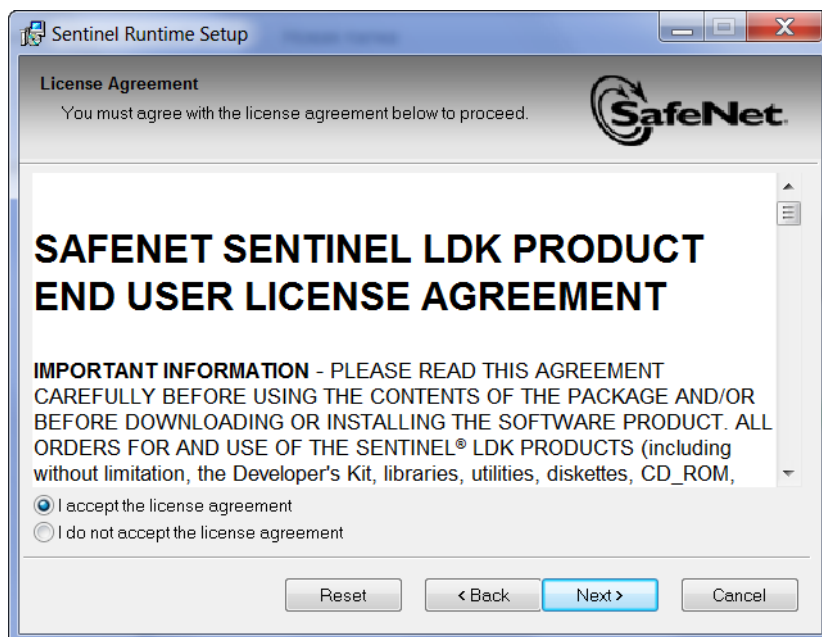 Sentinel Runtime Setup
License Agreement
You must agree with the license agreement below to proceed.
SafeNet.
SAFENET SENTINEL LDK PRODUCT
END USER LICENSE AGREEMENT
IMPORTANT INFORMATION - PLEASE READ THIS AGREEMENT
CAREFULLY BEFORE USING THE CONTENTS OF THE PACKAGE AND/OR
BEFORE DOWNLOADING OR INSTALLING THE SOFTWARE PRODUCT. ALL
ORDERS FOR AND USE OF THE SENTINEL® LDK PRODUCTS (including
without limitation, the Developer's Kit, libraries, utilities, diskettes, CD_ROM,
I accept the license agreement
I do not accept the license agreement
Reset < Back Next > Cancel